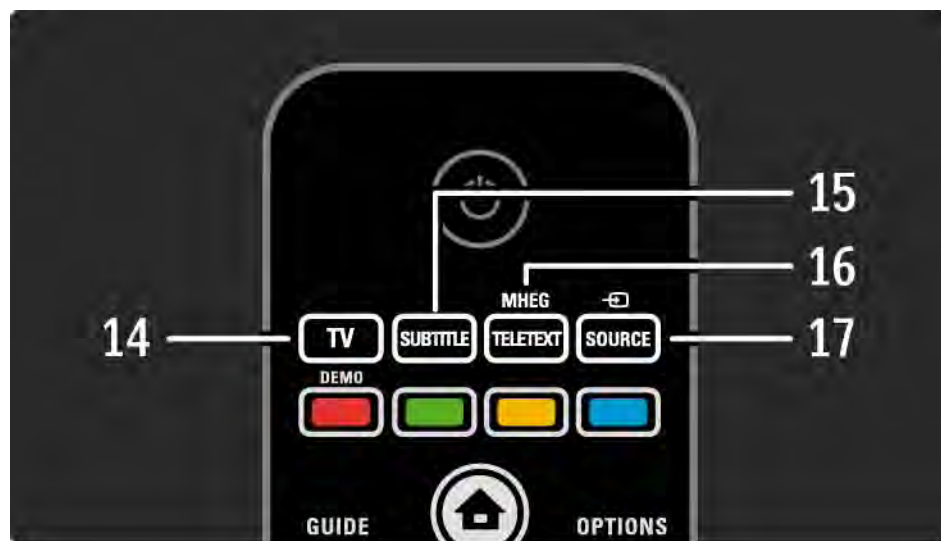 15
16
MHEG
14 TV SUBTITLE TELETEXT SOURCE 17
DEMO
GUIDE OPTIONS